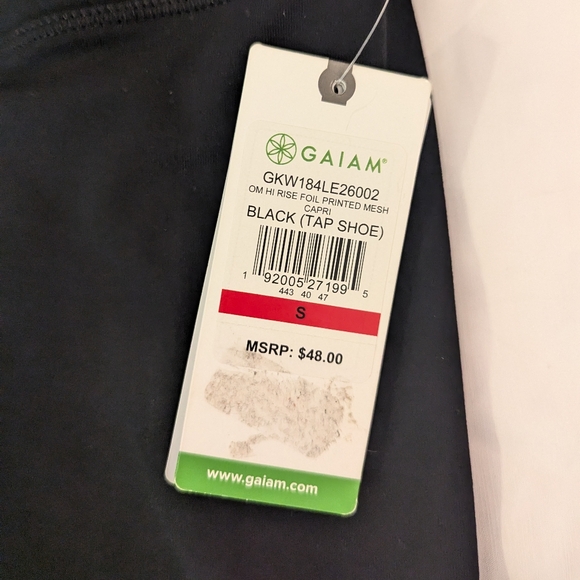 GAIAM®
GKW184LE26002
OM HI RISE FOIL PRINTED MESH
CAPRI
BLACK (TAP SHOE)
1 92005 27199 5
443 40 47
S
MSRP: $48.00
www.gaiam.com